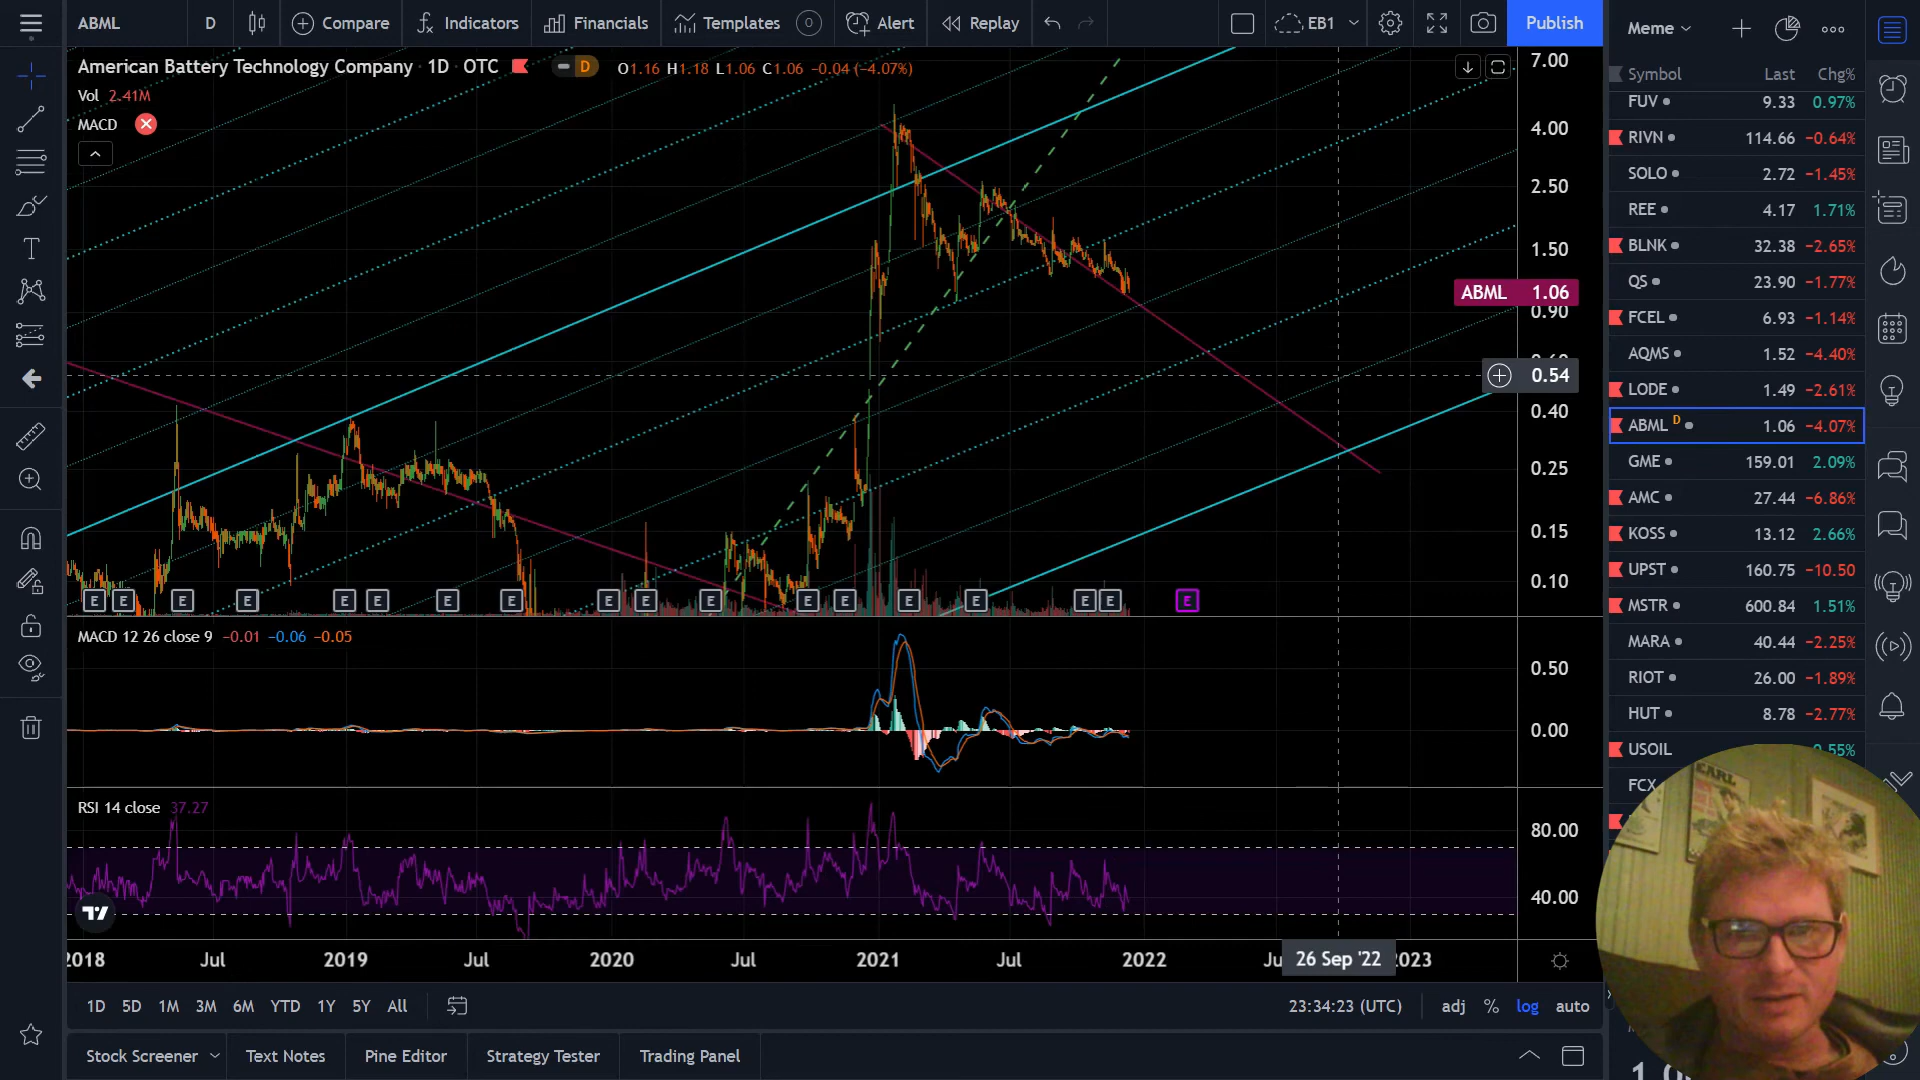 ABML D Compare Indicators Financials Templates Alert Replay EB1 Publish Meme
American Battery Technology Company · 1D · OTC D O1.16 H1.18 L1.06 C1.06 −0.04 (−4.07%)
Vol 2.41M
MACD
7.00
4.00
2.50
1.50
ABML 1.06
0.90
0.54
0.40
0.25
0.15
0.10
E E E E E E E E E E E E E E E E E E
MACD 12 26 close 9 −0.01 −0.06 −0.05
0.50
0.00
RSI 14 close 37.27
80.00
40.00
2018 Jul 2019 Jul 2020 Jul 2021 Jul 2022 26 Sep '22 2023
1D 5D 1M 3M 6M YTD 1Y 5Y All 23:34:23 (UTC) adj % log auto
Stock Screener Text Notes Pine Editor Strategy Tester Trading Panel
Symbol Last Chg%
FUV 9.33 0.97%
RIVN 114.66 −0.64%
SOLO 2.72 −1.45%
REE 4.17 1.71%
BLNK 32.38 −2.65%
QS 23.90 −1.77%
FCEL 6.93 −1.14%
AQMS 1.52 −4.40%
LODE 1.49 −2.61%
ABML D 1.06 −4.07%
GME 159.01 2.09%
AMC 27.44 −6.86%
KOSS 13.12 2.66%
UPST 160.75 −10.50
MSTR 600.84 1.51%
MARA 40.44 −2.25%
RIOT 26.00 −1.89%
HUT 8.78 −2.77%
USOIL
FCX
EARL